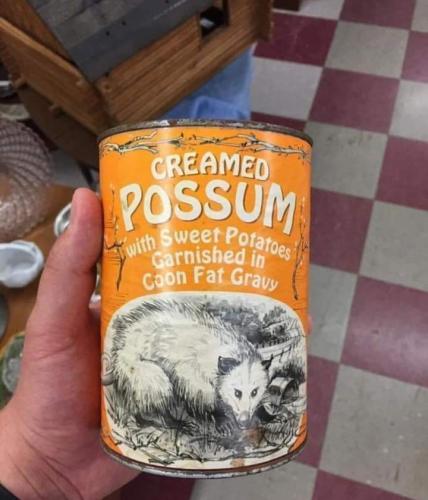 CREAMED
POSSUM
with Sweet Potatoes
Garnished in
Coon Fat Gravy